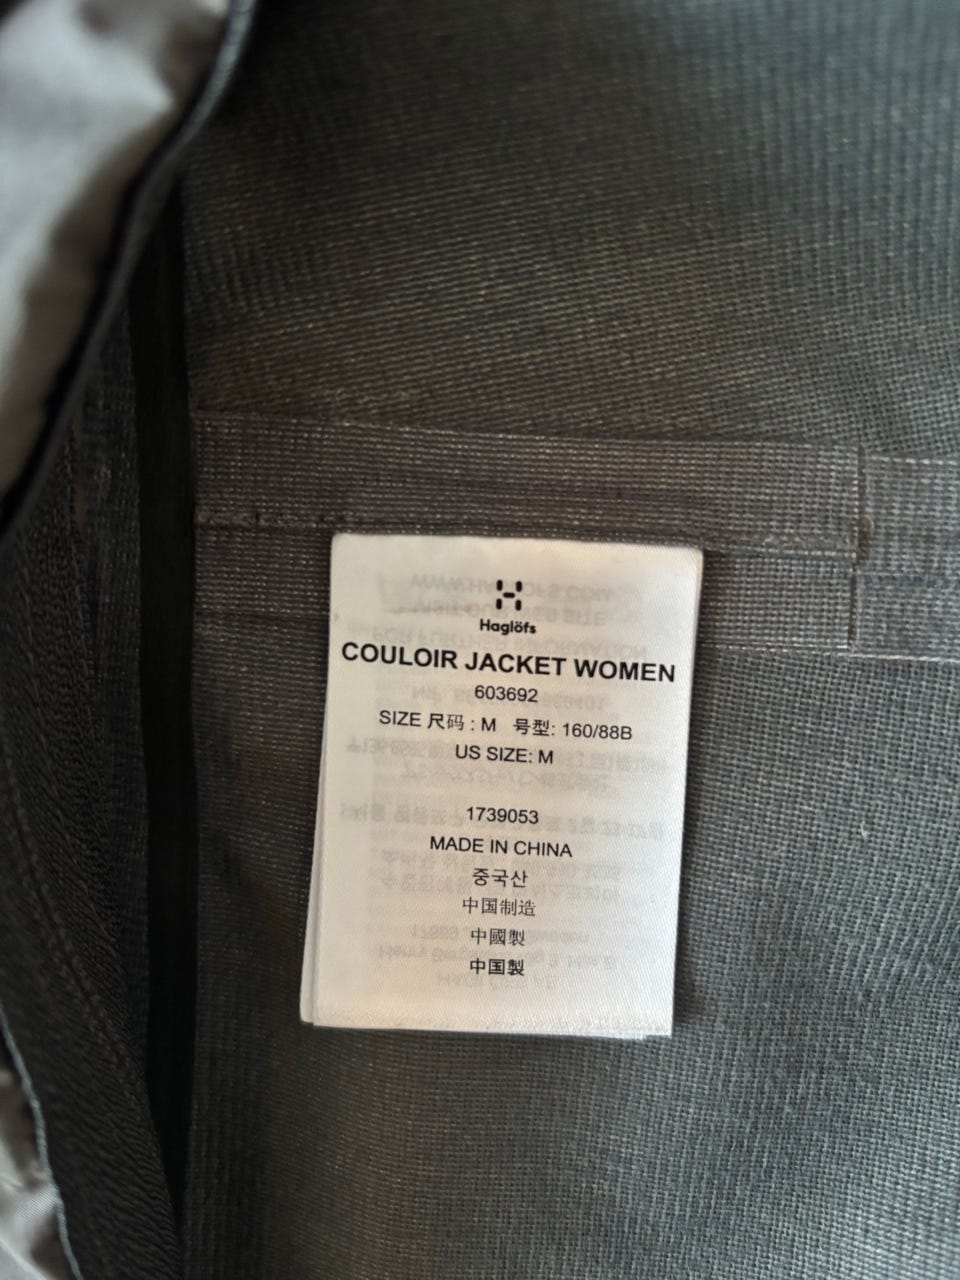 Haglöfs
COULOIR JACKET WOMEN
603692
SIZE 尺码 : M 号型: 160/88B
US SIZE: M
1739053
MADE IN CHINA
중국산
中国制造
中國製
中国製